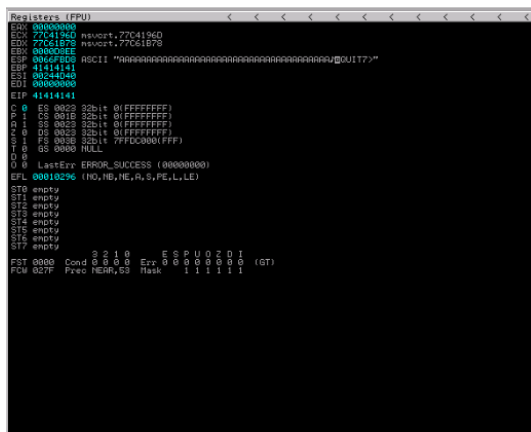 Registers (FPU) < < < < < < < < < < < <
EAX 00000000
ECX 77C4196D msvcrt.77C4196D
EDX 77C61B78 msvcrt.77C61B78
EBX 0000D8EE
ESP 0066FBD8 ASCII
EBP 41414141
ESI 00244D40
EDI 00000000
EIP 41414141
C 0 ES 0023 32bit 0(FFFFFFFF)
P 1 CS 001B 32bit 0(FFFFFFFF)
A 1 SS 0023 32bit 0(FFFFFFFF)
Z 0 DS 0023 32bit 0(FFFFFFFF)
S 1 FS 003B 32bit 7FFDC000(FFF)
T 0 GS 0000 NULL
D 0
O 0 LastErr ERROR_SUCCESS (00000000)
EFL 00010296 (NO,NB,NE,A,S,PE,L,LE)
ST0 empty
ST1 empty
ST2 empty
ST3 empty
ST4 empty
ST5 empty
ST6 empty
ST7 empty
3 2 1 0 E S P U O Z D I
FST 0000 Cond 0 0 0 0 Err 0 0 0 0 0 0 0 0 (GT)
FCW 027F Prec NEAR,53 Mask 1 1 1 1 1 1